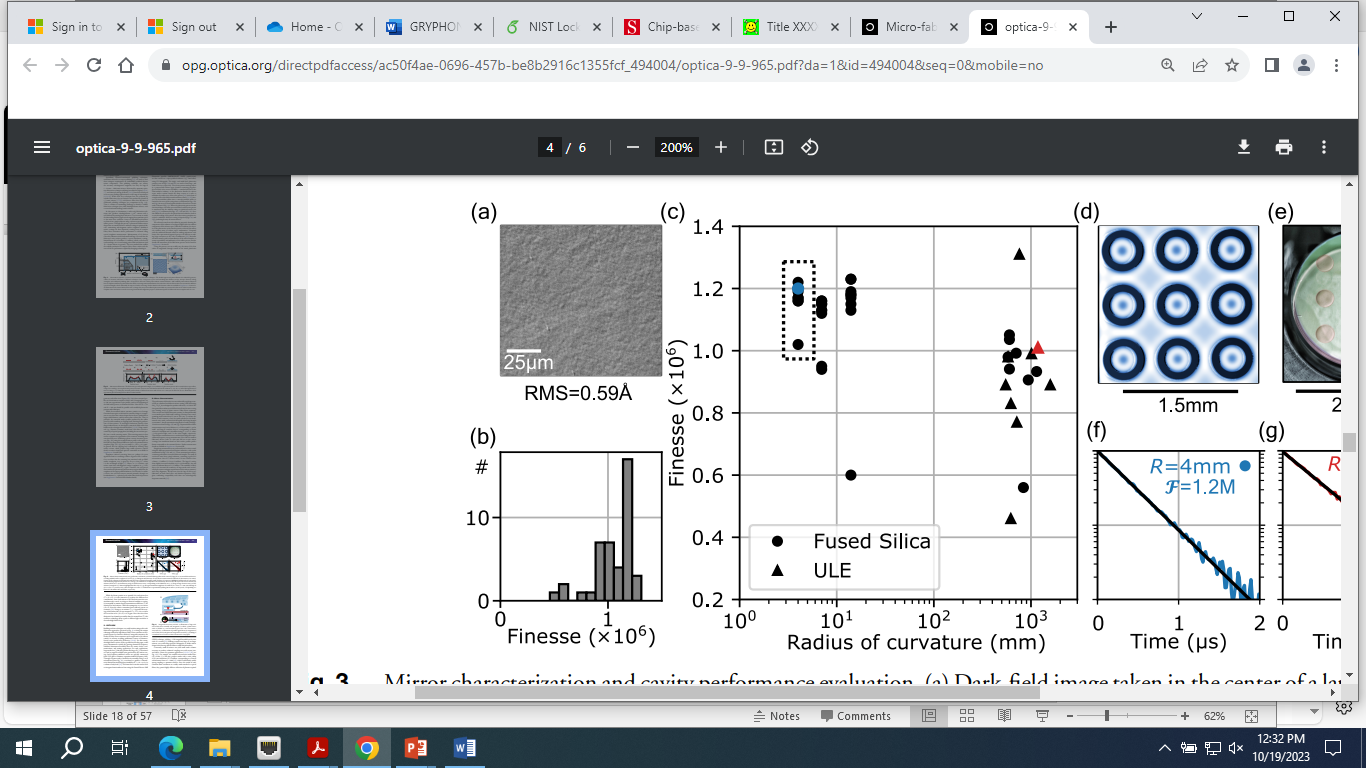 Sign in to
Sign out
Home - C
GRYPHON
NIST Lock
Chip-base
Title XXX
Micro-fab
optica-9-
opg.optica.org/directpdfaccess/ac50f4ae-0696-457b-be8b2916c1355fcf_494004/optica-9-9-965.pdf?da=1&id=494004&seq=0&mobile=no
optica-9-9-965.pdf
4 / 6
200%
2
3
4
(a)
25μm
RMS=0.59Å
(b)
#
10
0
0 1
Finesse (×10⁶)
(c)
Finesse (×10⁶)
1.4
1.2
1.0
0.8
0.6
0.4
0.2
Fused Silica
ULE
10⁰ 10¹ 10² 10³
Radius of curvature (mm)
(d)
1.5mm
(e)
2
(f)
R=4mm
ℱ=1.2M
0 1 2
Time (μs)
(g)
R
0
Tin
g. 3. Mirror characterization and cavity performance evaluation. (a) Dark-field image taken in the center of a la
Slide 18 of 57
Notes
Comments
62%
12:32 PM
10/19/2023